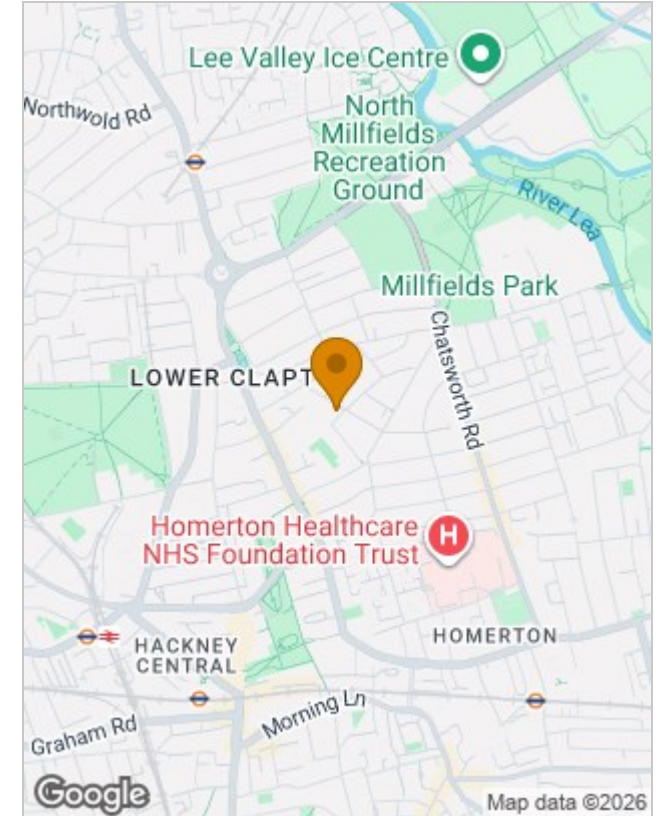 Lee Valley Ice Centre
Northwold Rd
North
Millfields
Recreation
Ground
River Lea
Millfields Park
Chatsworth Rd
LOWER CLAPT
Homerton Healthcare
NHS Foundation Trust
H
HOMERTON
HACKNEY
CENTRAL
Morning Ln
Graham Rd
Google
Map data ©2026